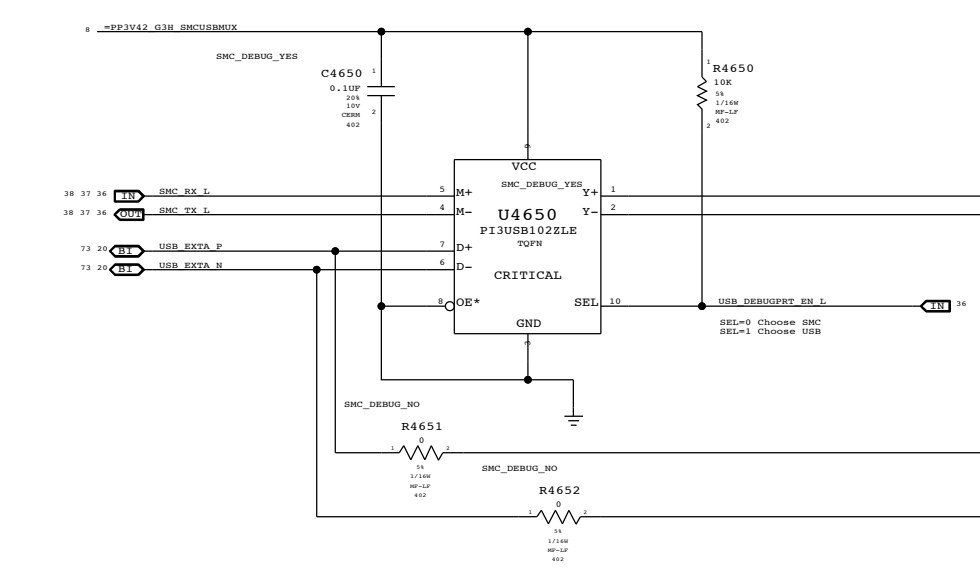 8 =PP3V42_G3H_SMCUSBMUX
SMC_DEBUG_YES
C4650
1
0.1UF
20%
10V
CERM
402
2
1
R4650
10K
5%
1/16W
MF-LF
402
2
9
VCC
SMC_DEBUG_YES
38 37 36 IN SMC_RX_L 5 M+ Y+ 1
38 37 36 OUT SMC_TX_L 4 M- Y- 2
U4650
PI3USB102ZLE
TQFN
73 20 BI USB_EXTA_P 7 D+
73 20 BI USB_EXTA_N 6 D-
CRITICAL
8 OE* SEL 10 USB_DEBUGPRT_EN_L IN 36
GND
3
SEL=0 Choose SMC
SEL=1 Choose USB
SMC_DEBUG_NO
R4651
0
1 2
5%
1/16W
MF-LF
402
SMC_DEBUG_NO
R4652
0
1 2
5%
1/16W
MF-LF
402